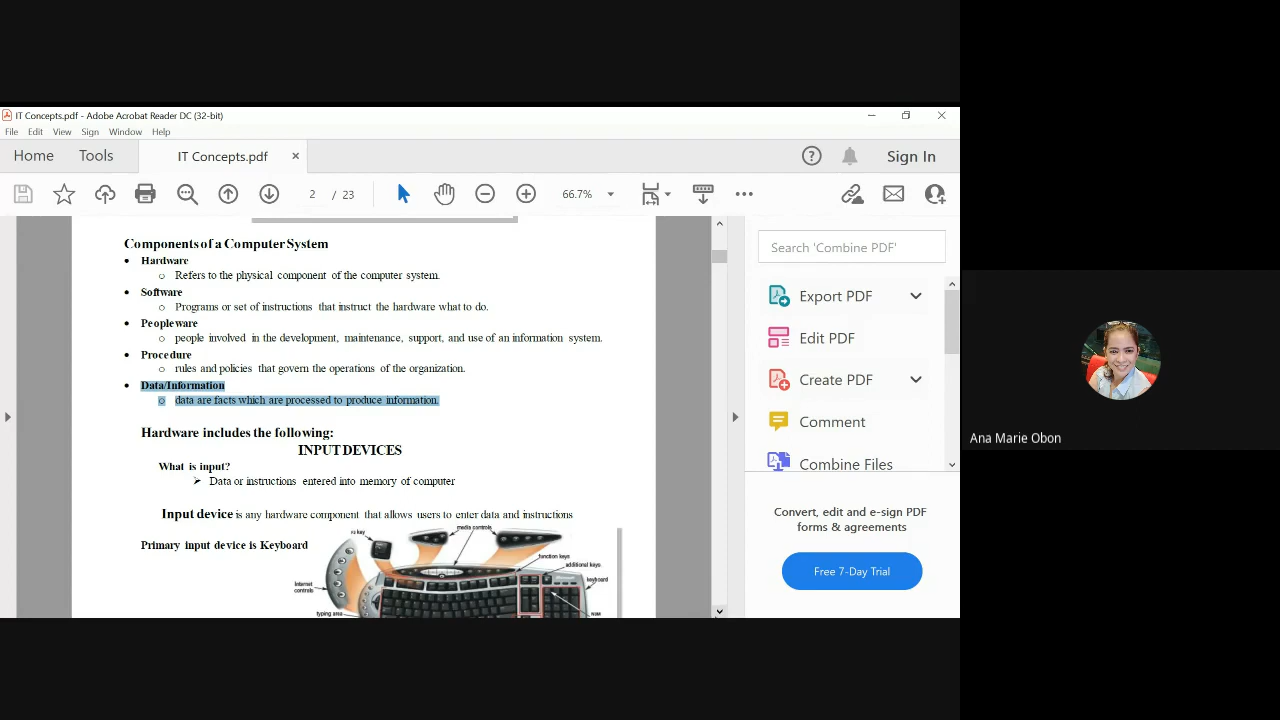 IT Concepts.pdf - Adobe Acrobat Reader DC (32-bit)
File Edit View Sign Window Help
Home Tools IT Concepts.pdf × ? Sign In
2 / 23 66.7%
Components of a Computer System
• Hardware
o Refers to the physical component of the computer system.
• Software
o Programs or set of instructions that instruct the hardware what to do.
• Peopleware
o people involved in the development, maintenance, support, and use of an information system.
• Procedure
o rules and policies that govern the operations of the organization.
• Data/Information
o data are facts which are processed to produce information.
Hardware includes the following:
INPUT DEVICES
What is input?
➢ Data or instructions entered into memory of computer
Input device is any hardware component that allows users to enter data and instructions
Primary input device is Keyboard
key
media controls
function keys
additional keys
keyboard
Internet
controls
typing area
Search 'Combine PDF'
Export PDF
Edit PDF
Create PDF
Comment
Combine Files
Convert, edit and e-sign PDF
forms & agreements
Free 7-Day Trial
Ana Marie Obon